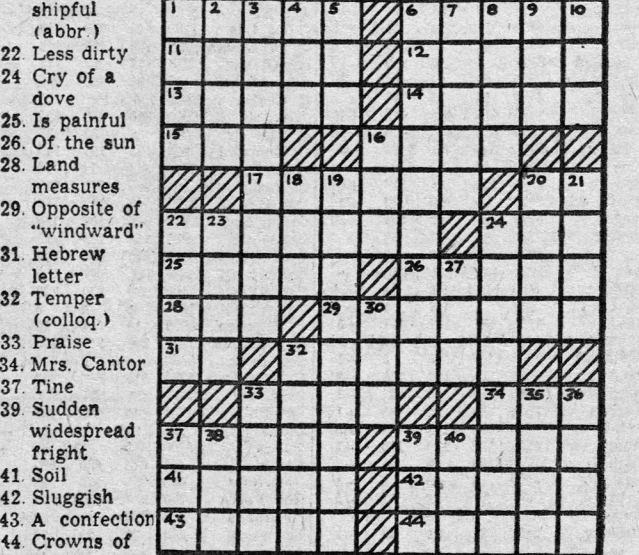 shipful
(abbr.)
22. Less dirty
24 Cry of a
dove
25. Is painful
26. Of the sun
28. Land
measures
29. Opposite of
"windward"
31. Hebrew
letter
32 Temper
(colloq.)
33. Praise
34. Mrs. Cantor
37. Tine
39. Sudden
widespread
fright
41. Soil
42. Sluggish
43. A confection
44. Crowns of
1 2 3 4 5 6 7 8 9 10
11 12
13 14
15 16
17 18 19 20 21
22 23 24
25 26 27
28 29 30
31 32
33 34 35 36
37 38 39 40
41 42
43 44